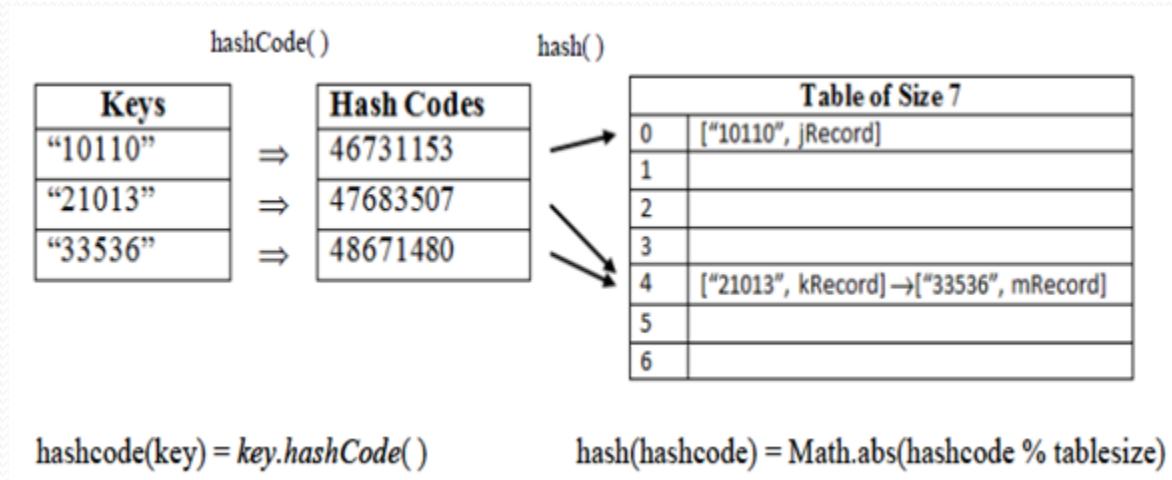 hashCode( )
hash( )
Keys
“10110”
“21013”
“33536”
⇒
⇒
⇒
Hash Codes
46731153
47683507
48671480
Table of Size 7
0 [“10110”, jRecord]
1
2
3
4 [“21013”, kRecord]→[“33536”, mRecord]
5
6
hashcode(key) = key.hashCode( )
hash(hashcode) = Math.abs(hashcode % tablesize)